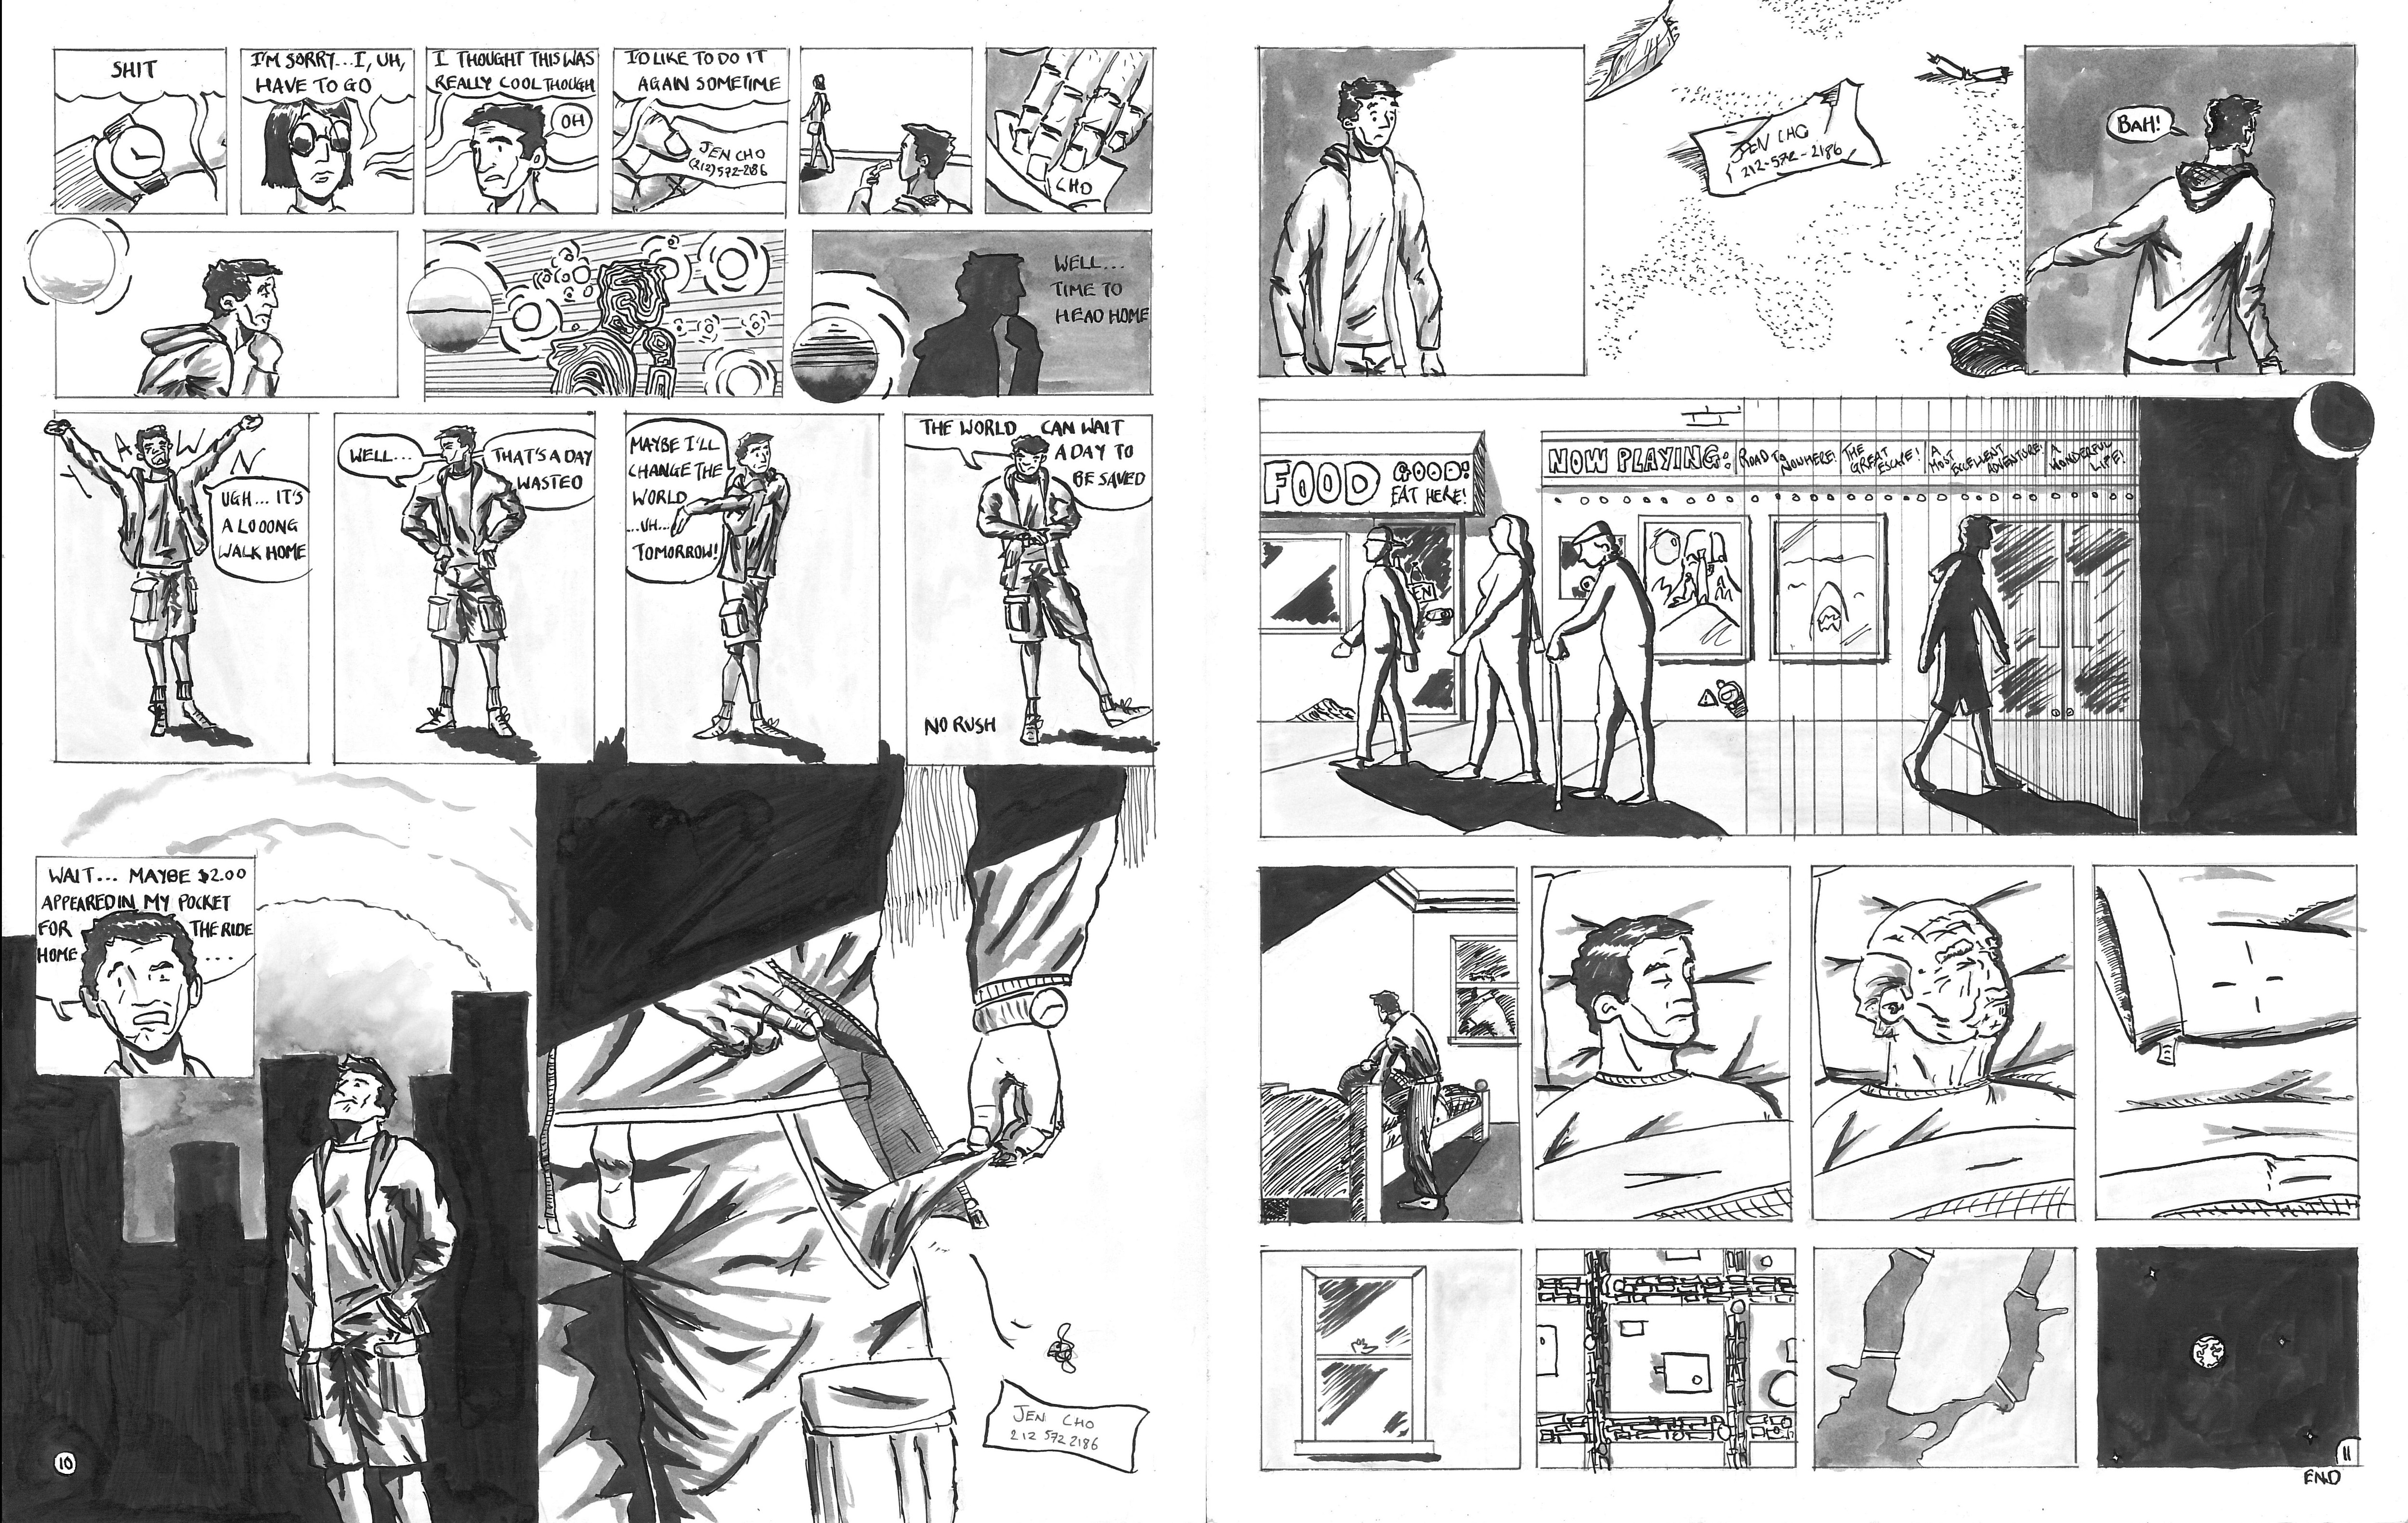 SHIT
I'M SORRY...I, UH,
HAVE TO GO
I THOUGHT THIS WAS
REALLY COOL THOUGH
OH
I'D LIKE TO DO IT
AGAIN SOMETIME
JEN CHO
(212)572-2186
CHO
WELL...
TIME TO
HEAD HOME
YAWN
UGH... IT'S
A LOOONG
WALK HOME
WELL...
THAT'S A DAY
WASTED
MAYBE I'LL
CHANGE THE
WORLD
...UH...
TOMORROW!
THE WORLD CAN WAIT
A DAY TO
BE SAVED
NO RUSH
WAIT... MAYBE $2.00
APPEARED IN MY POCKET
FOR THE RIDE
HOME ...
JEN CHO
212 572 2186
10
JEN CHO
212-572-2186
BAH!
FOOD GOOD!
EAT HERE!
EN
NOW PLAYING:
ROAD TO
NOWHERE!
THE
GREAT
ESCAPE!
A
MOST
EXCELLENT
ADVENTURE!
A
WONDERFUL
LIFE!
11
END